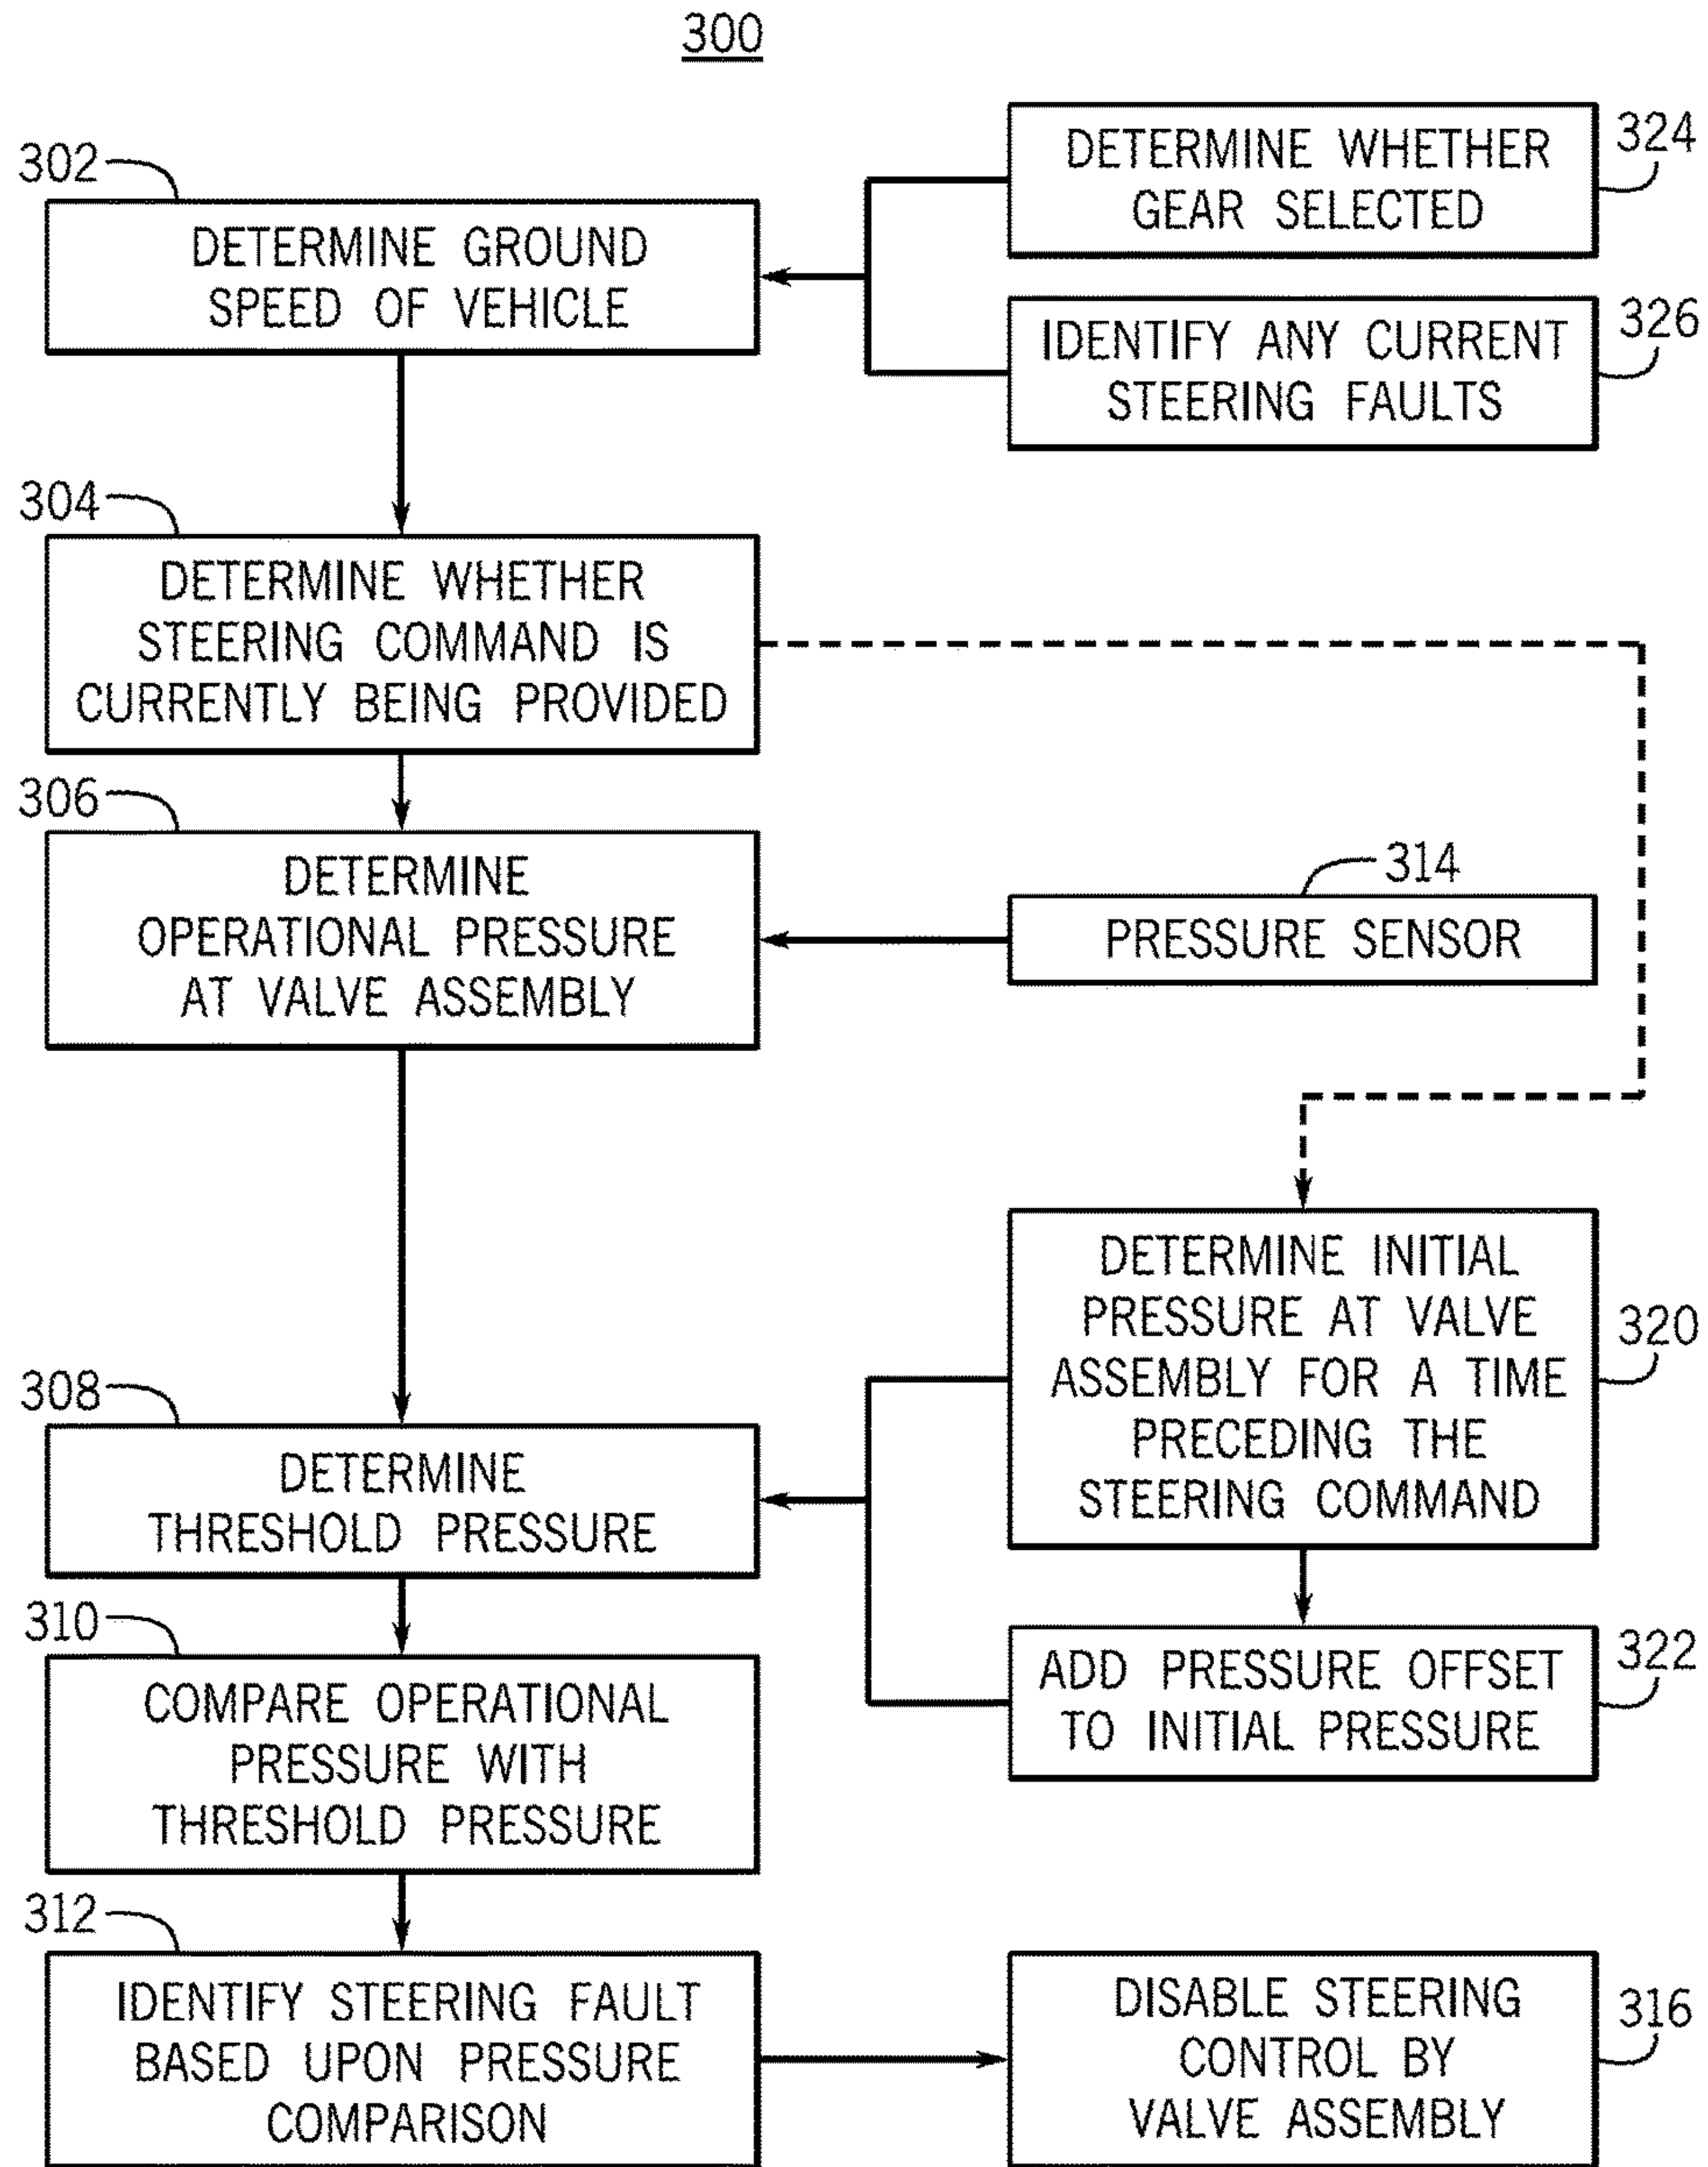 300
302
DETERMINE GROUND
SPEED OF VEHICLE
324
DETERMINE WHETHER
GEAR SELECTED
326
IDENTIFY ANY CURRENT
STEERING FAULTS
304
DETERMINE WHETHER
STEERING COMMAND IS
CURRENTLY BEING PROVIDED
306
DETERMINE
OPERATIONAL PRESSURE
AT VALVE ASSEMBLY
314
PRESSURE SENSOR
320
DETERMINE INITIAL
PRESSURE AT VALVE
ASSEMBLY FOR A TIME
PRECEDING THE
STEERING COMMAND
308
DETERMINE
THRESHOLD PRESSURE
322
ADD PRESSURE OFFSET
TO INITIAL PRESSURE
310
COMPARE OPERATIONAL
PRESSURE WITH
THRESHOLD PRESSURE
312
IDENTIFY STEERING FAULT
BASED UPON PRESSURE
COMPARISON
316
DISABLE STEERING
CONTROL BY
VALVE ASSEMBLY